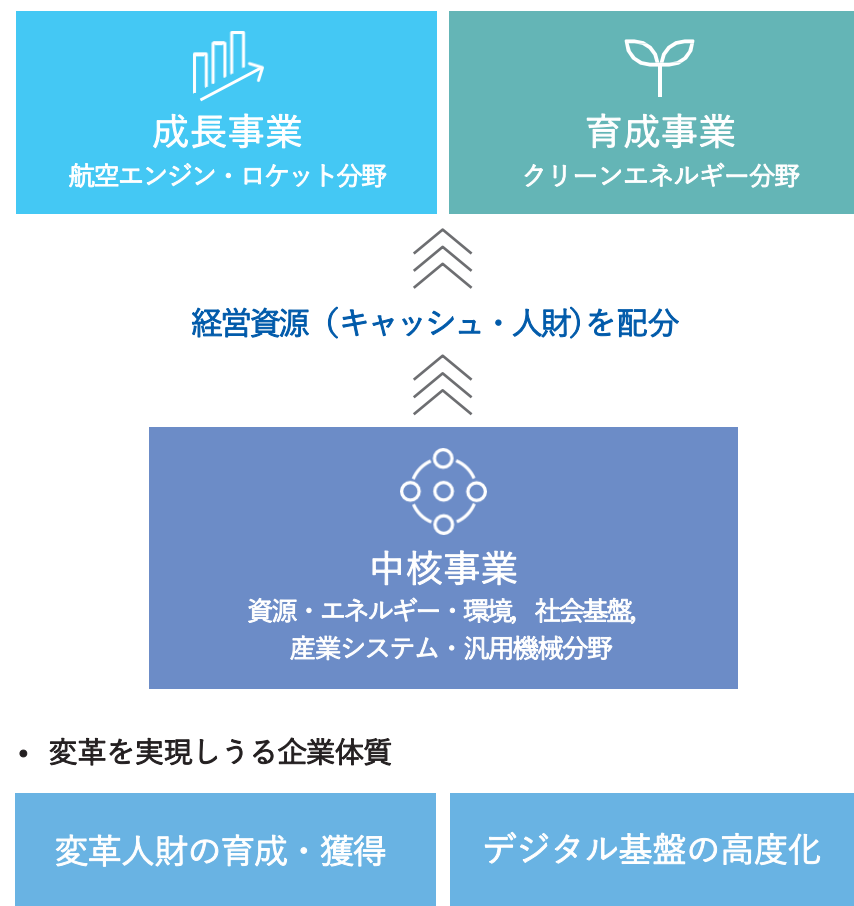 成長事業
航空エンジン・ロケット分野
育成事業
クリーンエネルギー分野
経営資源（キャッシュ・人財）を配分
中核事業
資源・エネルギー・環境，社会基盤，
産業システム・汎用機械分野
• 変革を実現しうる企業体質
変革人財の育成・獲得
デジタル基盤の高度化